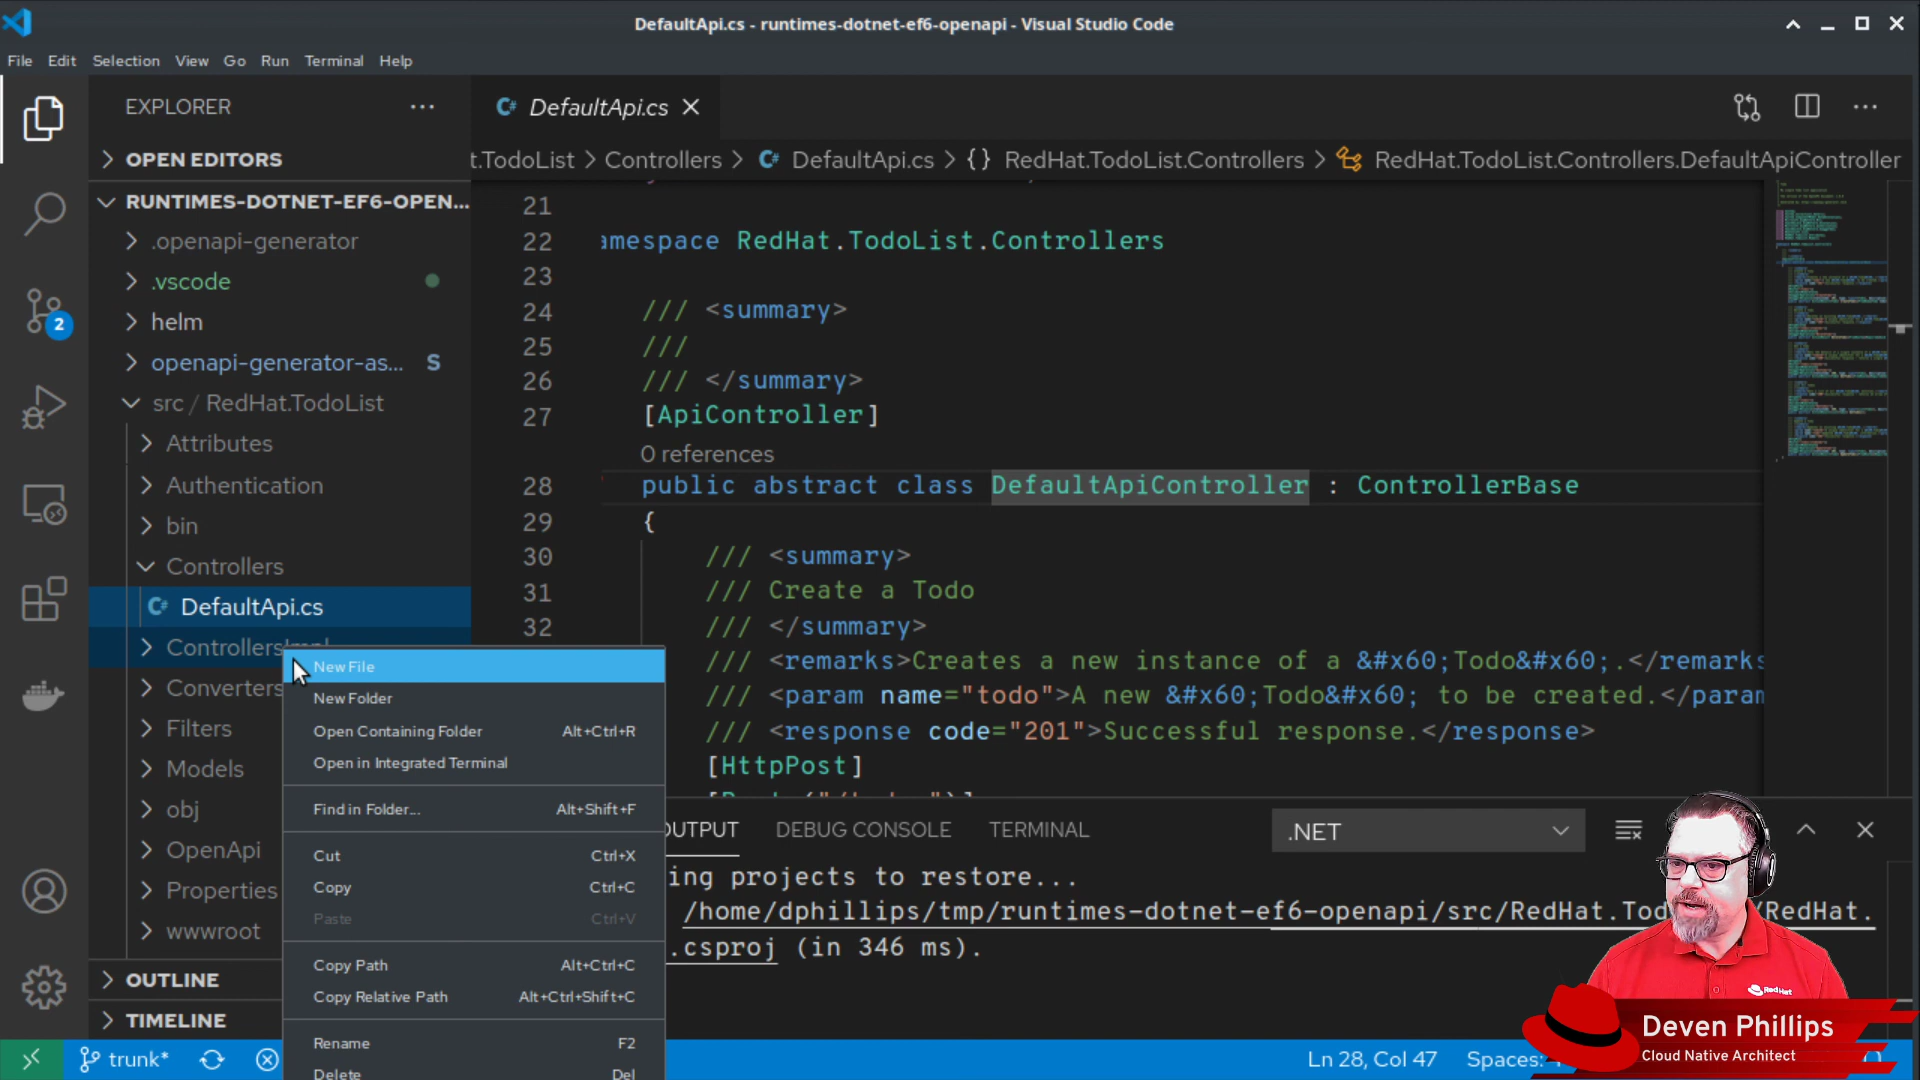 DefaultApi.cs - runtimes-dotnet-ef6-openapi - Visual Studio Code
File Edit Selection View Go Run Terminal Help
EXPLORER
DefaultApi.cs
OPEN EDITORS
t.TodoList > Controllers > DefaultApi.cs > {} RedHat.TodoList.Controllers > RedHat.TodoList.Controllers.DefaultApiController
RUNTIMES-DOTNET-EF6-OPEN...
.openapi-generator
.vscode
helm
openapi-generator-as... S
src / RedHat.TodoList
Attributes
Authentication
bin
Controllers
DefaultApi.cs
Converters
Filters
Models
obj
OpenApi
Properties
wwwroot
OUTLINE
TIMELINE
2
21
22 amespace RedHat.TodoList.Controllers
23
24 /// <summary>
25 ///
26 /// </summary>
27 [ApiController]
0 references
28 public abstract class DefaultApiController : ControllerBase
29 {
30 /// <summary>
31 /// Create a Todo
32 /// </summary>
/// <remarks>Creates a new instance of a &#x60;Todo&#x60;.</remarks
/// <param name="todo">A new &#x60;Todo&#x60; to be created.</param
/// <response code="201">Successful response.</response>
[HttpPost]
New File
New Folder
Open Containing Folder Alt+Ctrl+R
Open in Integrated Terminal
Find in Folder... Alt+Shift+F
Cut Ctrl+X
Copy Ctrl+C
Paste Ctrl+V
Copy Path Alt+Ctrl+C
Copy Relative Path Alt+Ctrl+Shift+C
Rename F2
Delete Del
OUTPUT DEBUG CONSOLE TERMINAL .NET
ing projects to restore...
/home/dphillips/tmp/runtimes-dotnet-ef6-openapi/src/RedHat.Tod RedHat.
.csproj (in 346 ms).
RedHat
Deven Phillips
Cloud Native Architect
trunk* Ln 28, Col 47 Spaces: